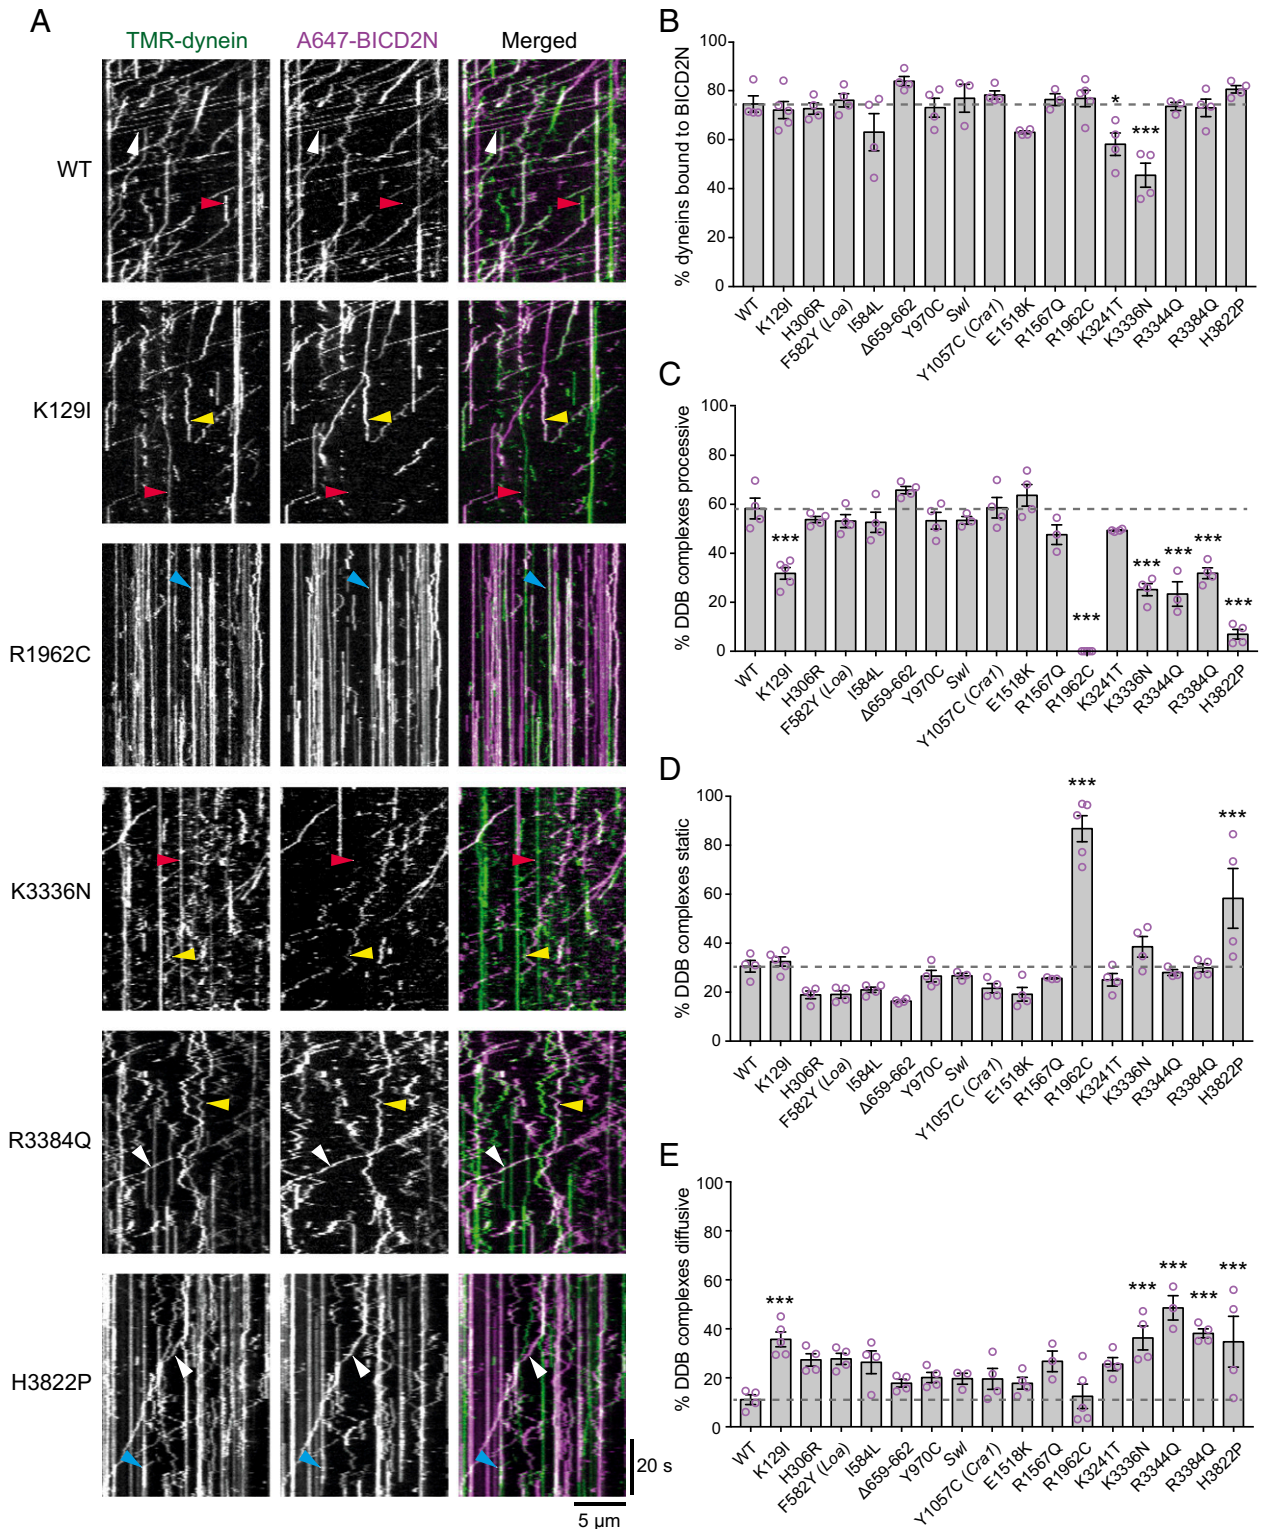 A
TMR-dynein
A647-BICD2N
Merged
WT
K129I
R1962C
K3336N
R3384Q
H3822P
20 s
5 µm
B
% dyneins bound to BICD2N
100
80
60
40
20
0
*
***
WT
K129I
H306R
F582Y (Loa)
I584L
Δ659-662
Y970C
Swl
Y1057C (Cra1)
E1518K
R1567Q
R1962C
K3241T
K3336N
R3344Q
R3384Q
H3822P
C
% DDB complexes processive
100
80
60
40
20
0
***
***
***
***
***
***
WT
K129I
H306R
F582Y (Loa)
I584L
Δ659-662
Y970C
Swl
Y1057C (Cra1)
E1518K
R1567Q
R1962C
K3241T
K3336N
R3344Q
R3384Q
H3822P
D
% DDB complexes static
100
80
60
40
20
0
***
***
WT
K129I
H306R
F582Y (Loa)
I584L
Δ659-662
Y970C
Swl
Y1057C (Cra1)
E1518K
R1567Q
R1962C
K3241T
K3336N
R3344Q
R3384Q
H3822P
E
% DDB complexes diffusive
100
80
60
40
20
0
***
***
***
***
***
WT
K129I
H306R
F582Y (Loa)
I584L
Δ659-662
Y970C
Swl
Y1057C (Cra1)
E1518K
R1567Q
R1962C
K3241T
K3336N
R3344Q
R3384Q
H3822P